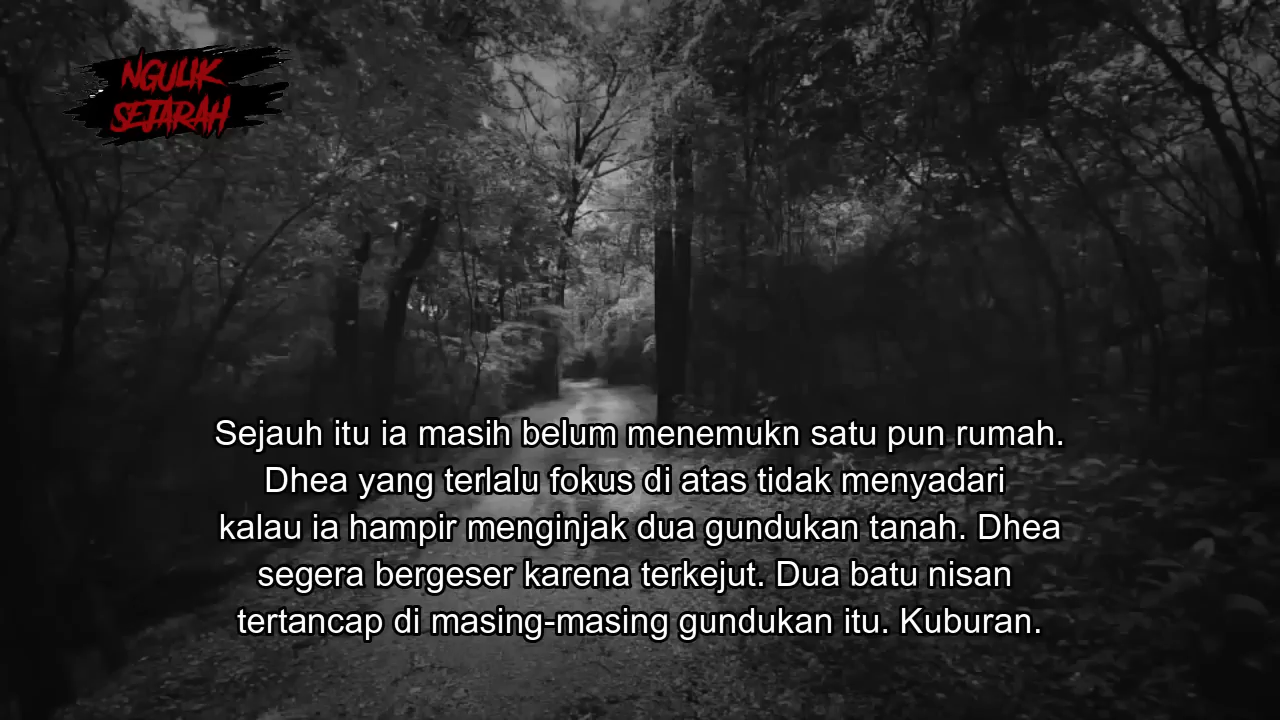 NGULIK
SEJARAH
Sejauh itu ia masih belum menemukn satu pun rumah.
Dhea yang terlalu fokus di atas tidak menyadari
kalau ia hampir menginjak dua gundukan tanah. Dhea
segera bergeser karena terkejut. Dua batu nisan
tertancap di masing-masing gundukan itu. Kuburan.